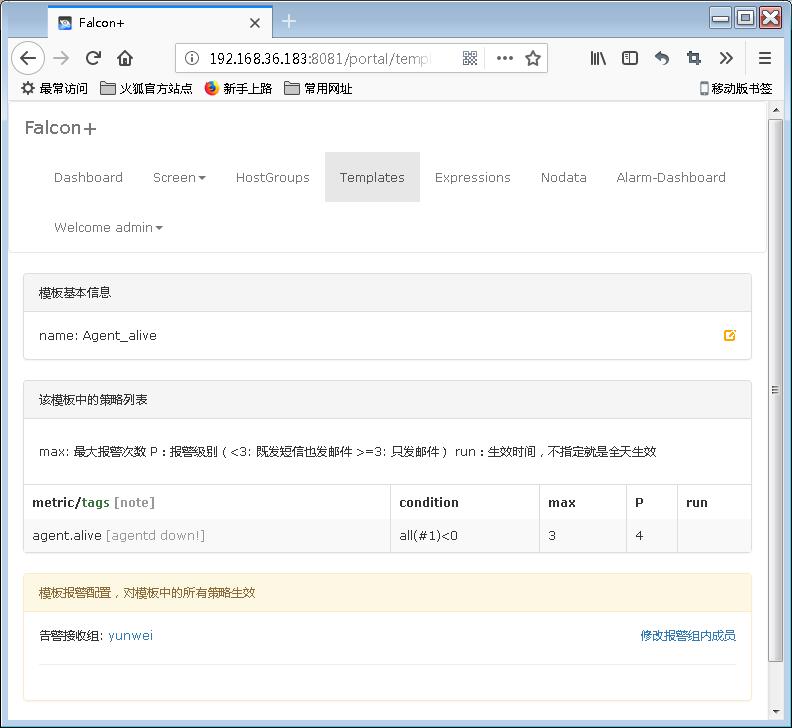 Falcon+
192.168.36.183:8081/portal/templ
最常访问 火狐官方站点 新手上路 常用网址 移动版书签
Falcon+
Dashboard Screen HostGroups Templates Expressions Nodata Alarm-Dashboard
Welcome admin
模板基本信息
name: Agent_alive
该模板中的策略列表
max: 最大报警次数 P：报警级别（<3: 既发短信也发邮件 >=3: 只发邮件） run：生效时间，不指定就是全天生效
metric/tags [note] condition max P run
agent.alive [agentd down!] all(#1)<0 3 4
模板报警配置，对模板中的所有策略生效
告警接收组: yunwei 修改报警组内成员